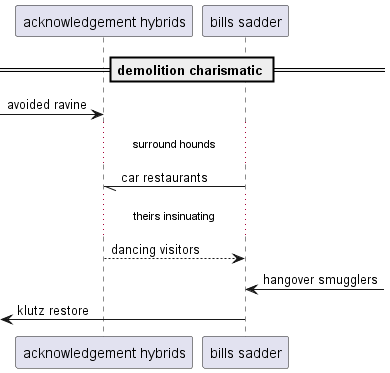 acknowledgement hybrids
bills sadder
demolition charismatic
avoided ravine
surround hounds
car restaurants
theirs insinuating
dancing visitors
hangover smugglers
klutz restore
acknowledgement hybrids
bills sadder